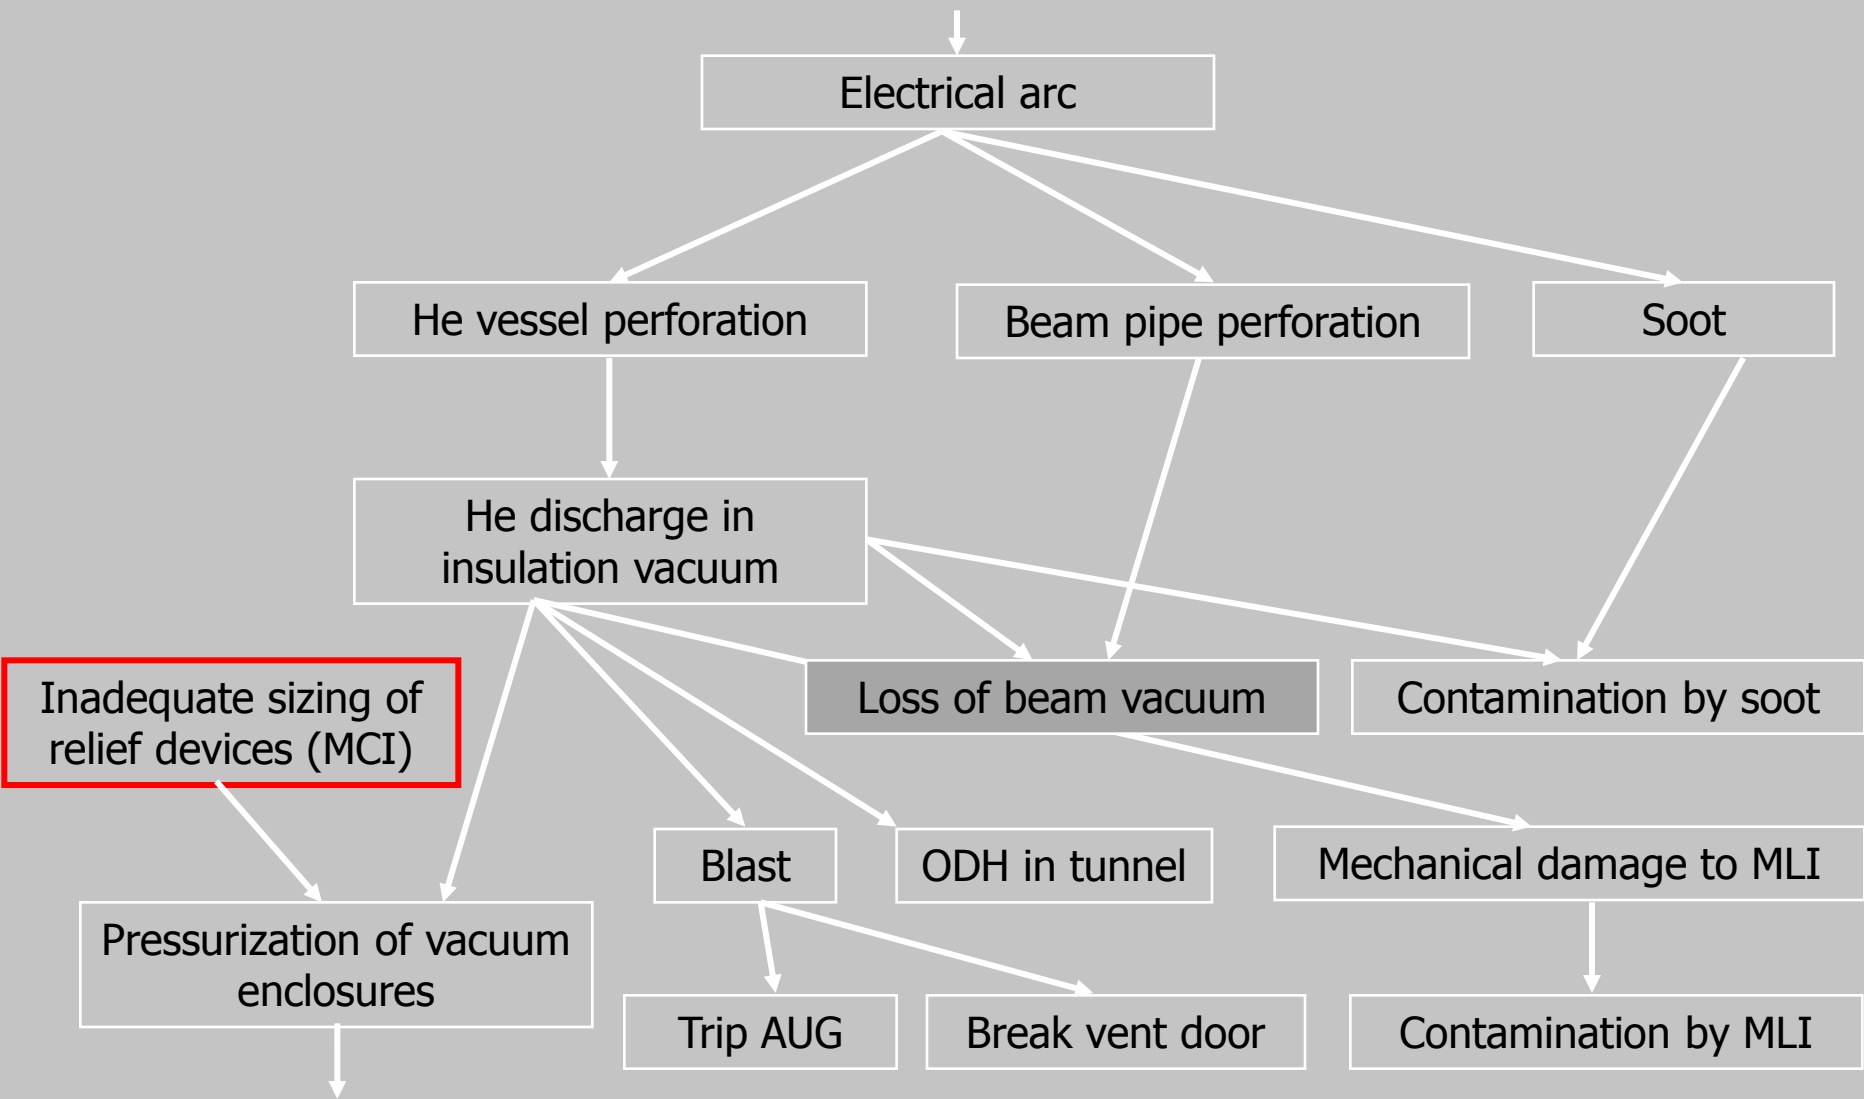 Electrical arc
He vessel perforation
Beam pipe perforation
Soot
He discharge in
insulation vacuum
Inadequate sizing of
relief devices (MCI)
Loss of beam vacuum
Contamination by soot
Blast
ODH in tunnel
Mechanical damage to MLI
Pressurization of vacuum
enclosures
Trip AUG
Break vent door
Contamination by MLI